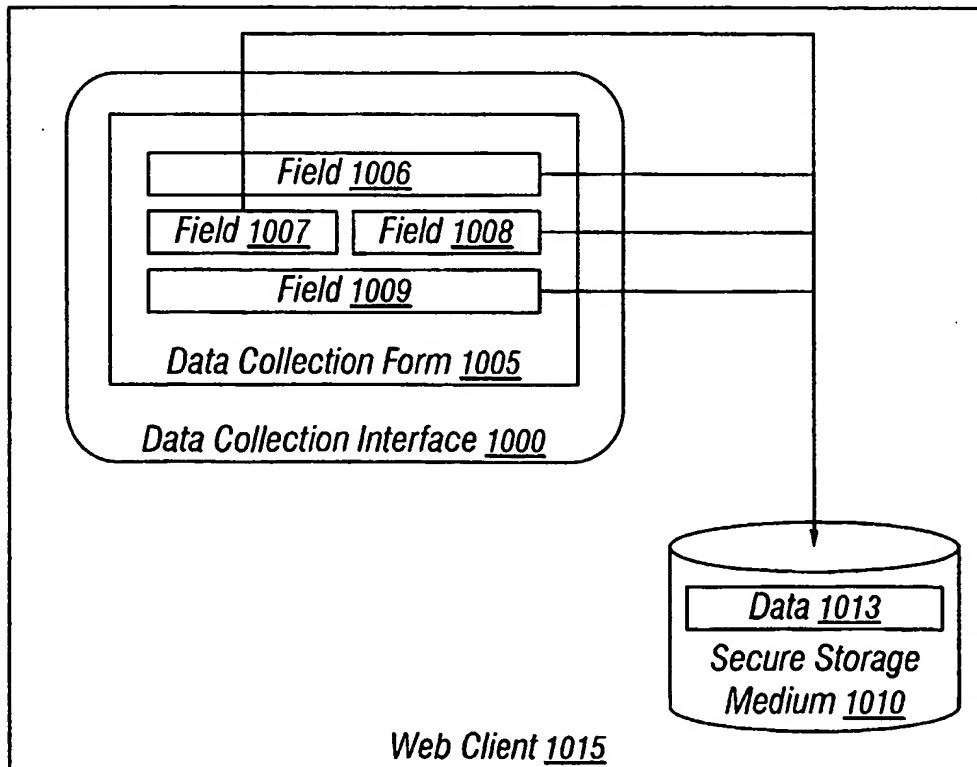 Field 1006
Field 1007 Field 1008
Field 1009
Data Collection Form 1005
Data Collection Interface 1000
Data 1013
Secure Storage
Medium 1010
Web Client 1015